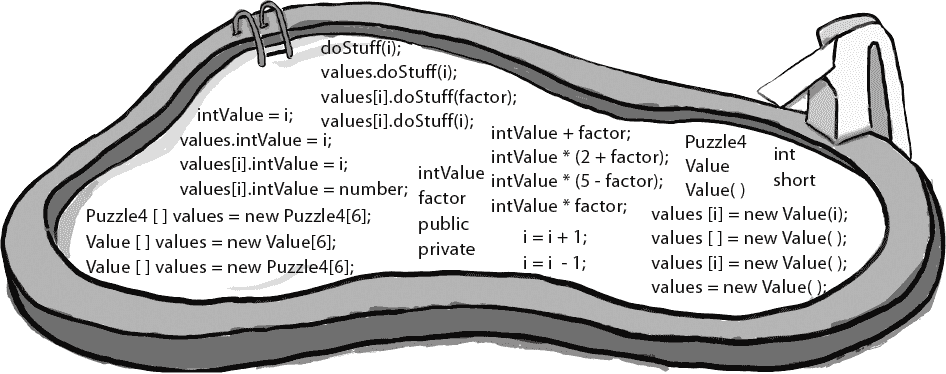 doStuff(i);
values.doStuff(i);
values[i].doStuff(factor);
values[i].doStuff(i);
intValue = i;
values.intValue = i;
values[i].intValue = i;
values[i].intValue = number;
Puzzle4 [ ] values = new Puzzle4[6];
Value [ ] values = new Value[6];
Value [ ] values = new Puzzle4[6];
intValue
factor
public
private
intValue + factor;
intValue * (2 + factor);
intValue * (5 - factor);
intValue * factor;
i = i + 1;
i = i - 1;
Puzzle4
Value
Value( )
int
short
values [i] = new Value(i);
values [ ] = new Value( );
values [i] = new Value( );
values = new Value( );